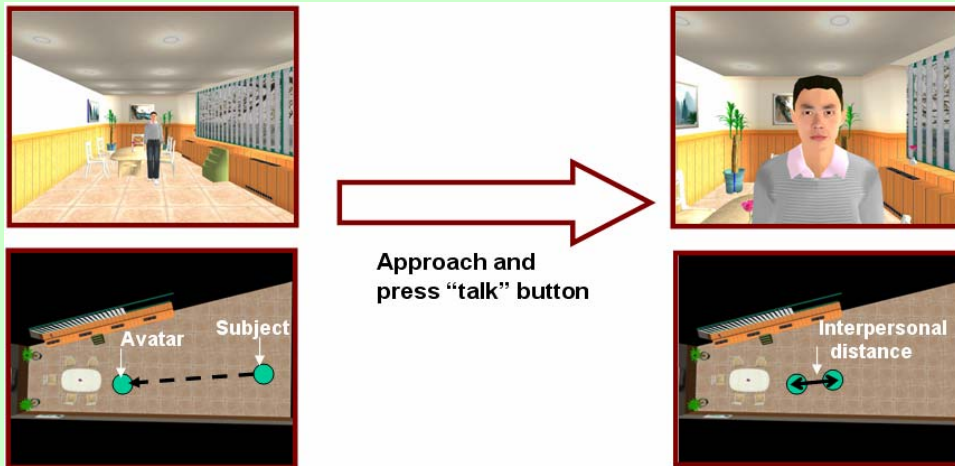 Approach and
press “talk” button
Avatar
Subject
Interpersonal
distance